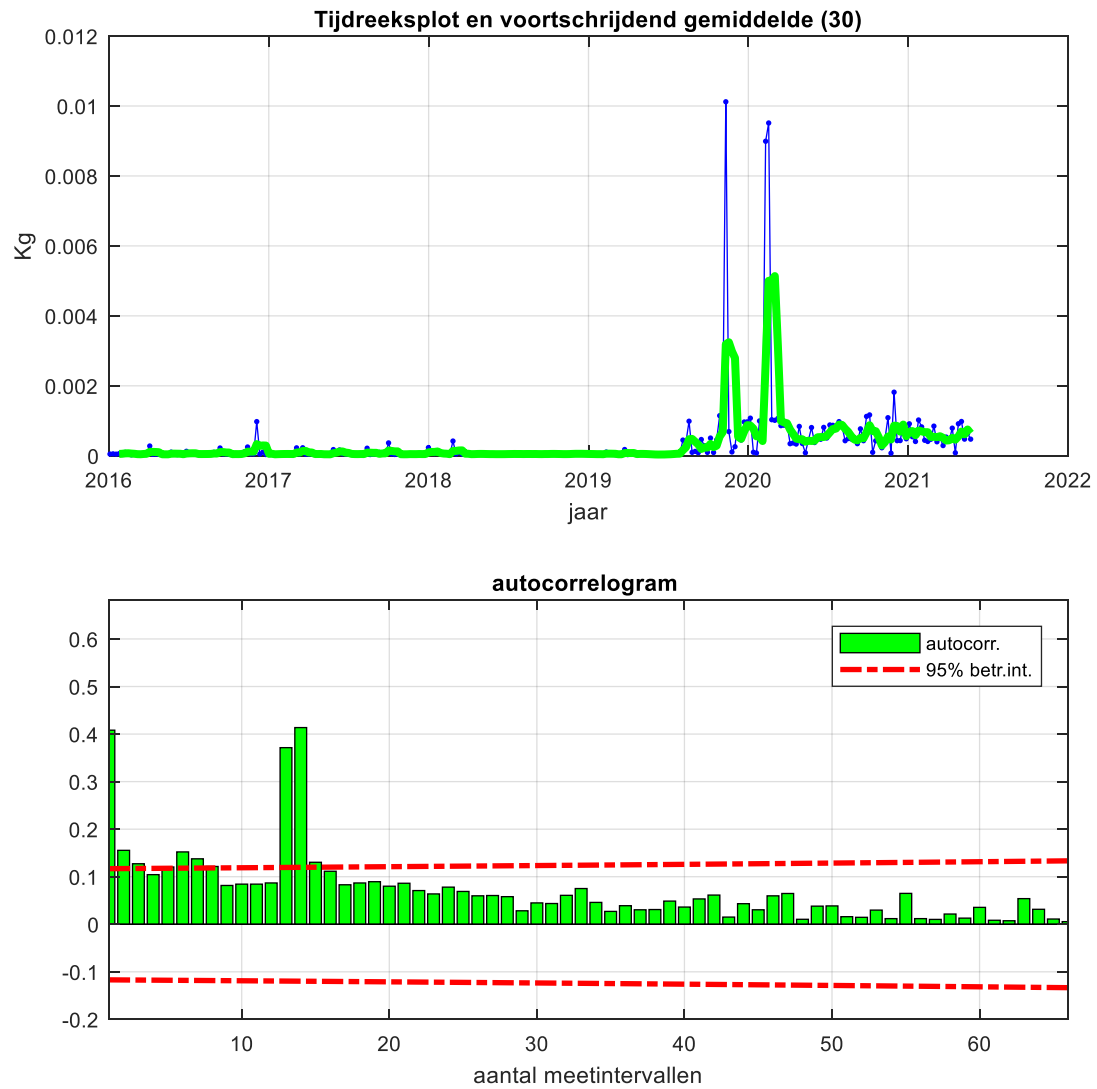 Tijdreeksplot en voortschrijdend gemiddelde (30)
0.012
0.01
0.008
0.006
0.004
0.002
0
Kg
2016 2017 2018 2019 2020 2021 2022
jaar
autocorrelogram
0.6
0.5
0.4
0.3
0.2
0.1
0
-0.1
-0.2
autocorr.
95% betr.int.
10 20 30 40 50 60
aantal meetintervallen